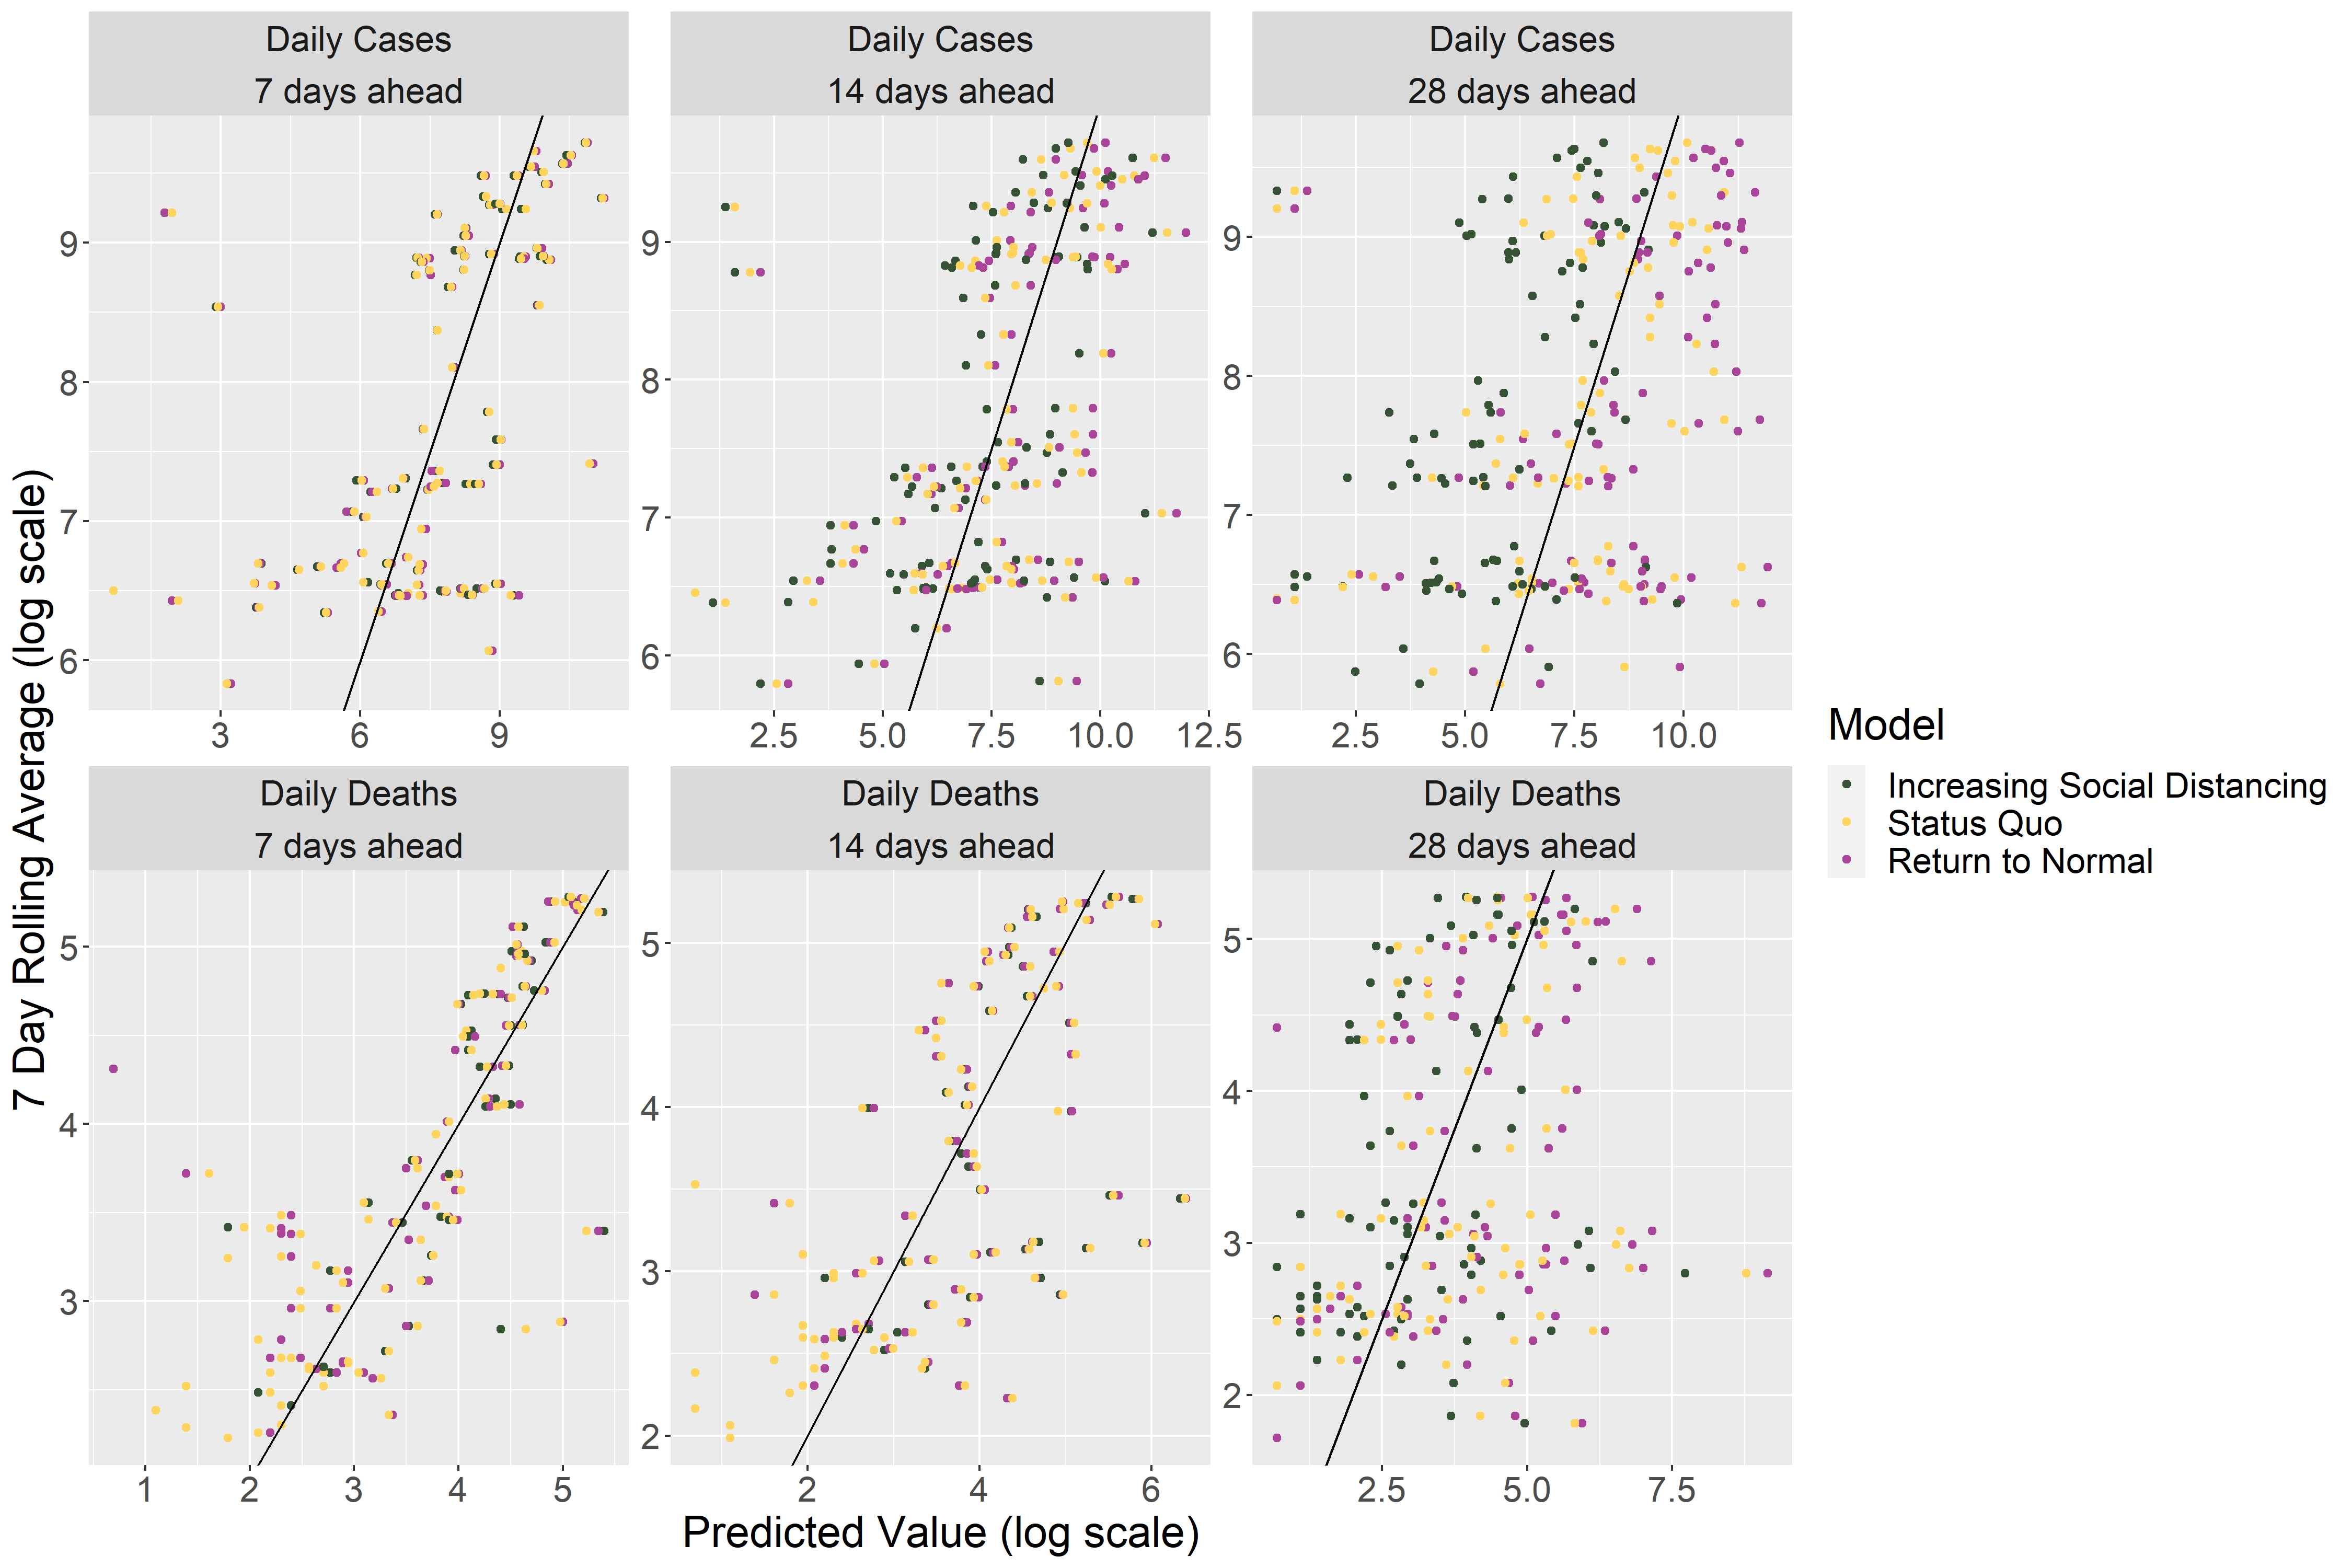 Daily Cases
7 days ahead
Daily Cases
14 days ahead
Daily Cases
28 days ahead
9
8
7
6
3
6
9
9
8
7
6
2.5
5.0
7.5
10.0
12.5
9
8
7
6
2.5
5.0
7.5
10.0
Daily Deaths
7 days ahead
Daily Deaths
14 days ahead
Daily Deaths
28 days ahead
5
4
3
1
2
3
4
5
5
4
3
2
2
4
6
5
4
3
2
2.5
5.0
7.5
7 Day Rolling Average (log scale)
Predicted Value (log scale)
Model
Increasing Social Distancing
Status Quo
Return to Normal